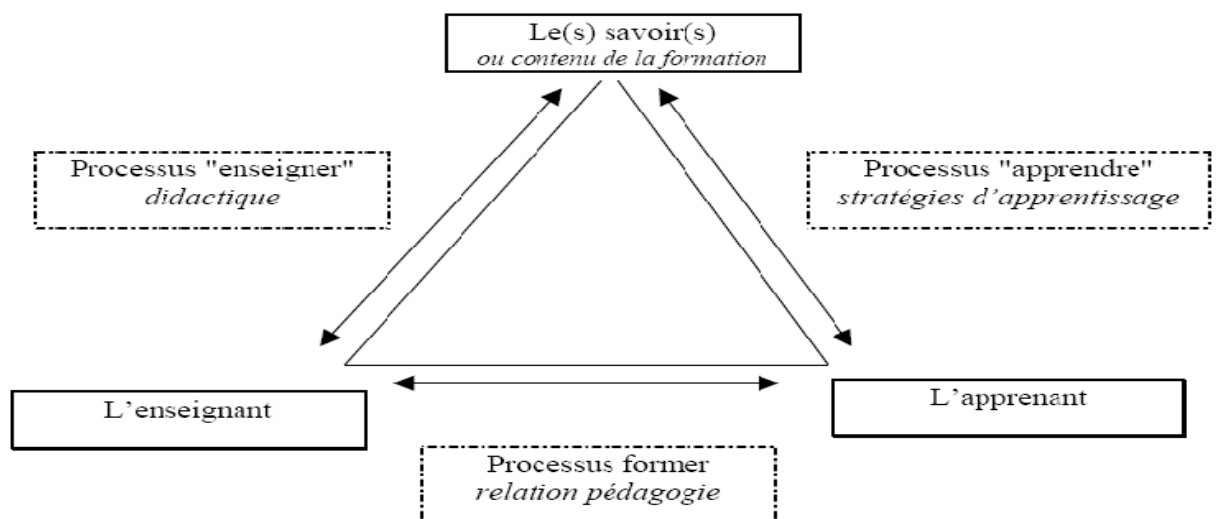 Le(s) savoir(s)
ou contenu de la formation
Processus "enseigner"
didactique
Processus "apprendre"
stratégies d'apprentissage
L'enseignant
L'apprenant
Processus former
relation pédagogie